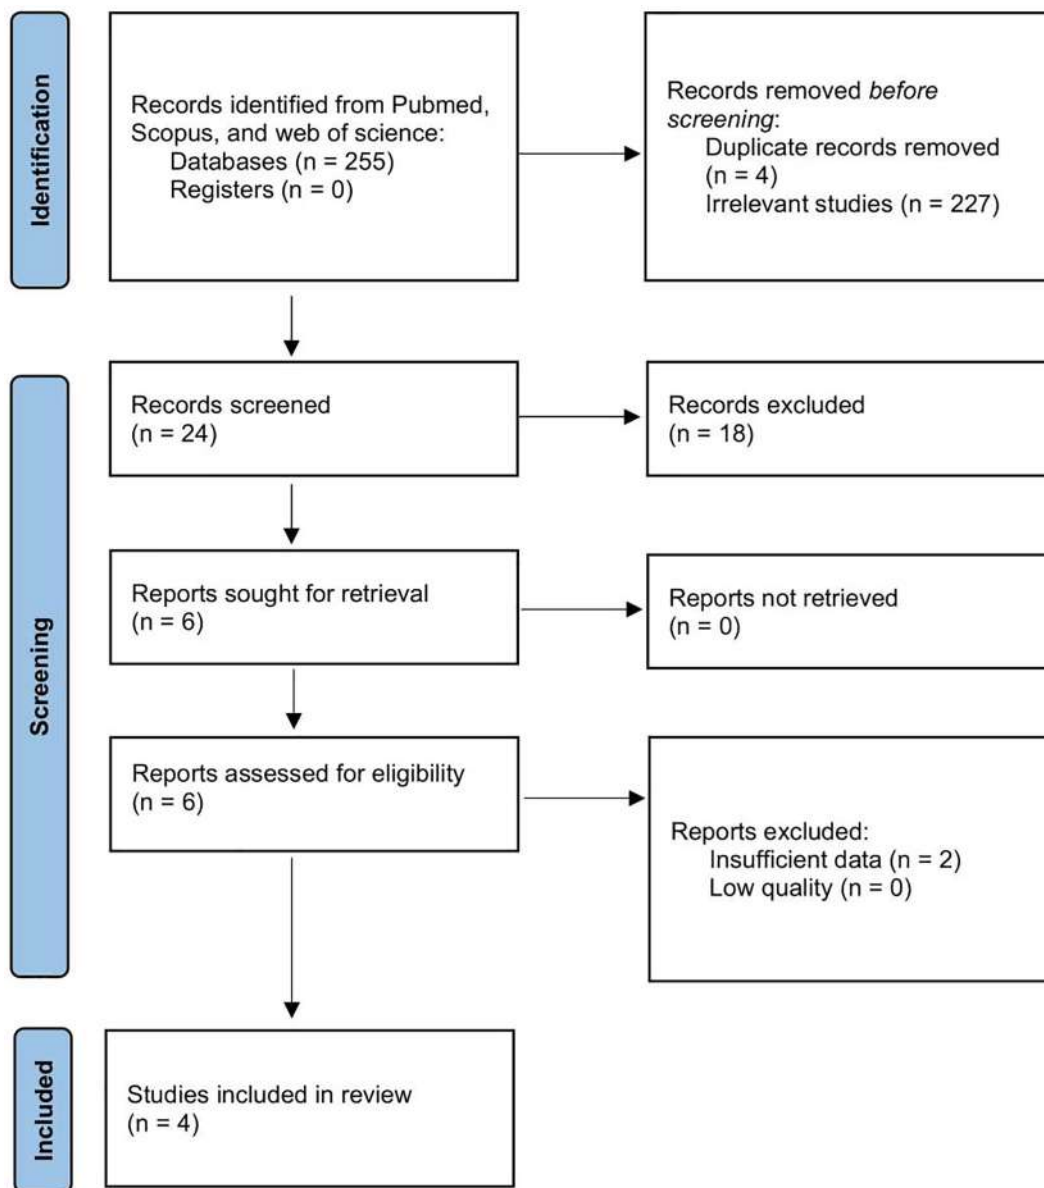 Identification
Records identified from Pubmed,
Scopus, and web of science:
Databases (n = 255)
Registers (n = 0)
Records removed before
screening:
Duplicate records removed
(n = 4)
Irrelevant studies (n = 227)
Screening
Records screened
(n = 24)
Records excluded
(n = 18)
Reports sought for retrieval
(n = 6)
Reports not retrieved
(n = 0)
Reports assessed for eligibility
(n = 6)
Reports excluded:
Insufficient data (n = 2)
Low quality (n = 0)
Included
Studies included in review
(n = 4)